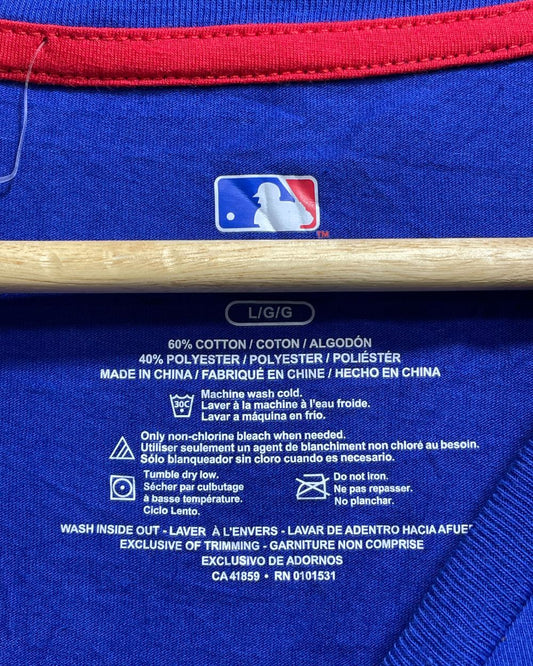 TM
L/G/G
60% COTTON / COTON / ALGODÓN
40% POLYESTER / POLYESTER / POLIÉSTER
MADE IN CHINA / FABRIQUÉ EN CHINE / HECHO EN CHINA
30C
Machine wash cold.
Laver à la machine à l'eau froide.
Lavar a máquina en frio.
Only non-chlorine bleach when needed.
Utiliser seulement un agent de blanchiment non chloré au besoin.
Sólo blanqueador sin cloro cuando es necesario.
Tumble dry low.
Sécher par culbutage
à basse température.
Ciclo Lento.
Do not iron.
Ne pas repasser.
No planchar.
WASH INSIDE OUT - LAVER À L'ENVERS - LAVAR DE ADENTRO HACIA AFUE
EXCLUSIVE OF TRIMMING - GARNITURE NON COMPRISE
EXCLUSIVO DE ADORNOS
CA 41859 • RN 0101531